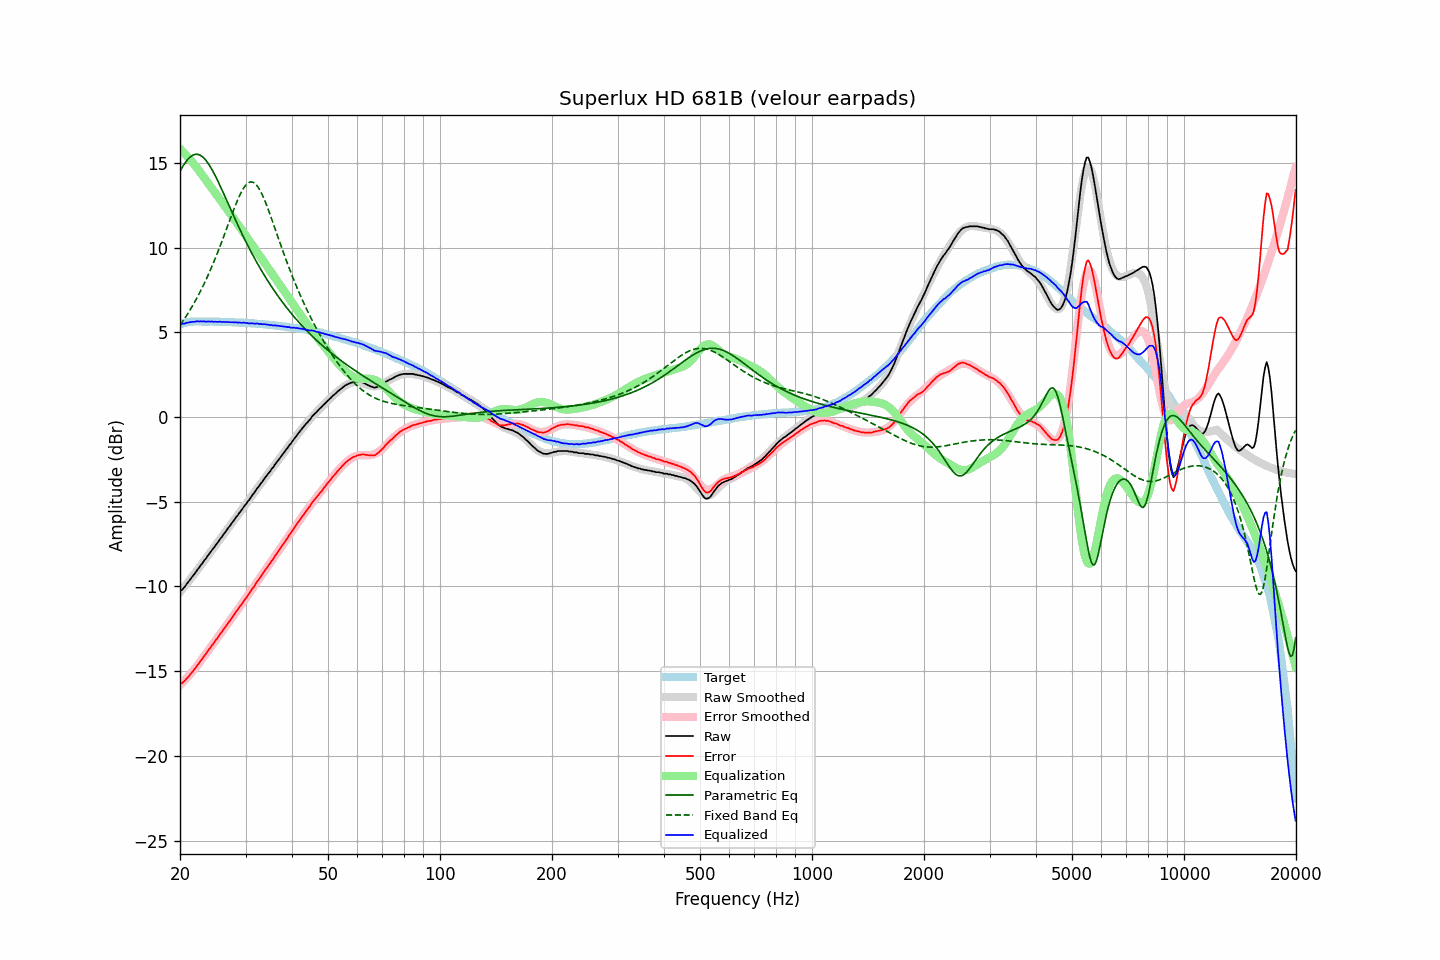 Superlux HD 681B (velour earpads)
Amplitude (dBr)
15
10
5
0
−5
−10
−15
−20
−25
Target
Raw Smoothed
Error Smoothed
Raw
Error
Equalization
Parametric Eq
Fixed Band Eq
Equalized
20 50 100 200 500 1000 2000 5000 10000 20000
Frequency (Hz)